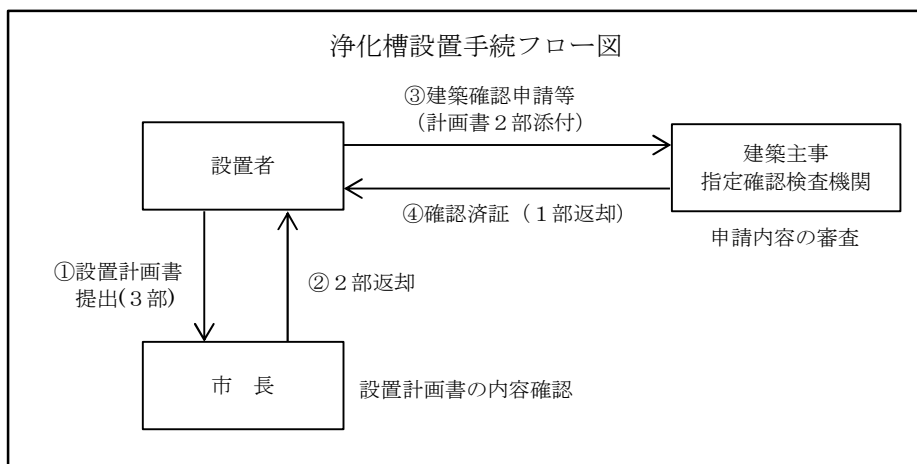 浄化槽設置手続フロー図
③建築確認申請等
（計画書２部添付）
設置者
建築主事
指定確認検査機関
④確認済証（１部返却）
申請内容の審査
①設置計画書
提出(３部)
②２部返却
市　長
設置計画書の内容確認